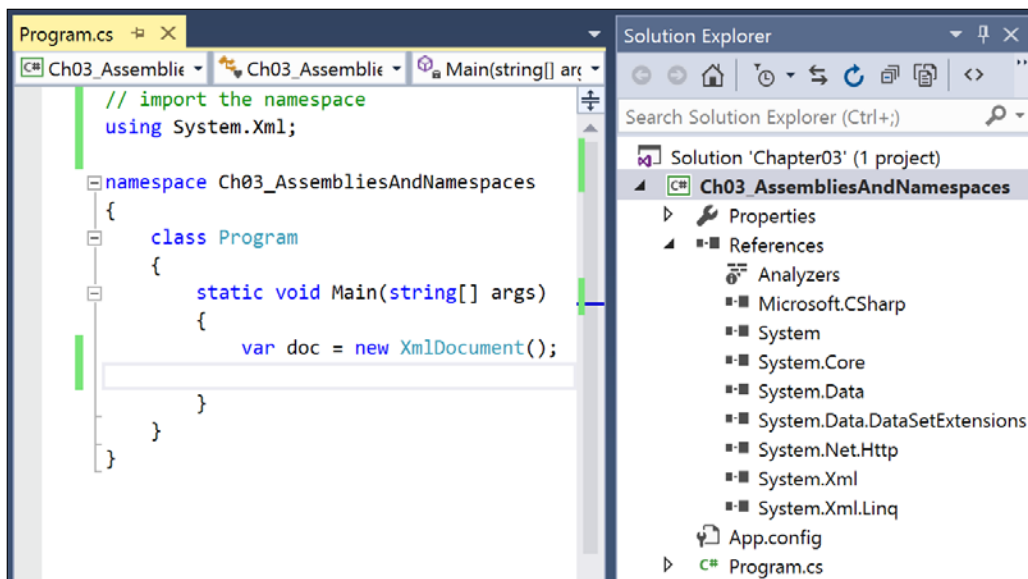 Program.cs
C# Ch03_Assemblie
Ch03_Assemblie
Main(string[] arg
// import the namespace
using System.Xml;
namespace Ch03_AssembliesAndNamespaces
{
class Program
{
static void Main(string[] args)
{
var doc = new XmlDocument();
}
}
}
Solution Explorer
Search Solution Explorer (Ctrl+;)
Solution 'Chapter03' (1 project)
C# Ch03_AssembliesAndNamespaces
Properties
References
Analyzers
Microsoft.CSharp
System
System.Core
System.Data
System.Data.DataSetExtensions
System.Net.Http
System.Xml
System.Xml.Linq
App.config
C# Program.cs